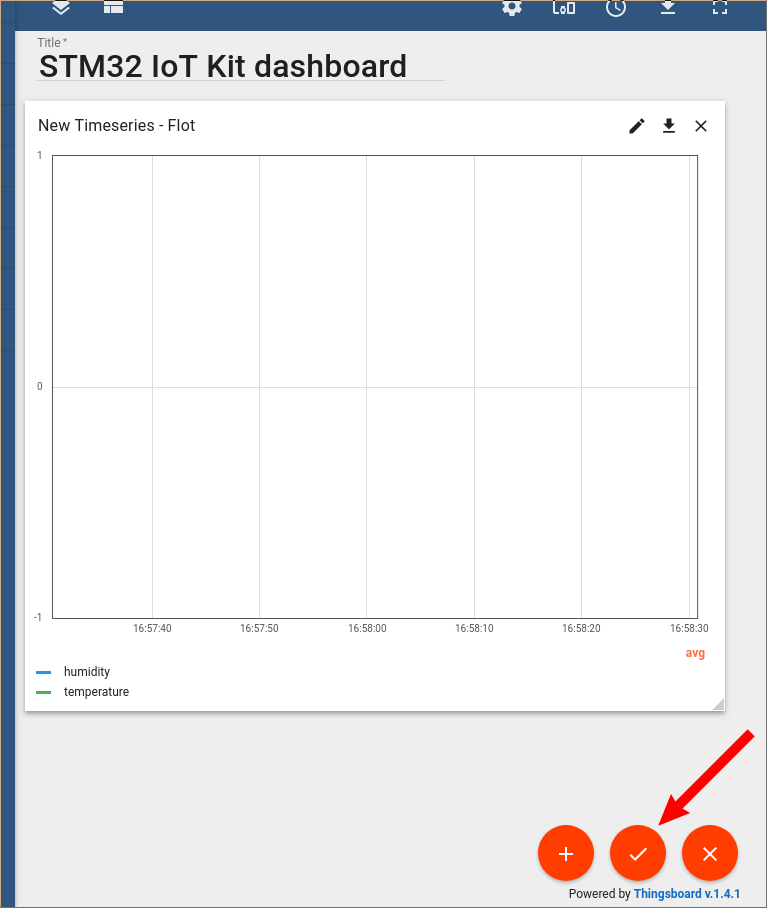 Title *
STM32 IoT Kit dashboard
New Timeseries - Flot
1
0
-1
16:57:40 16:57:50 16:58:00 16:58:10 16:58:20 16:58:30
avg
humidity
temperature
Powered by Thingsboard v.1.4.1